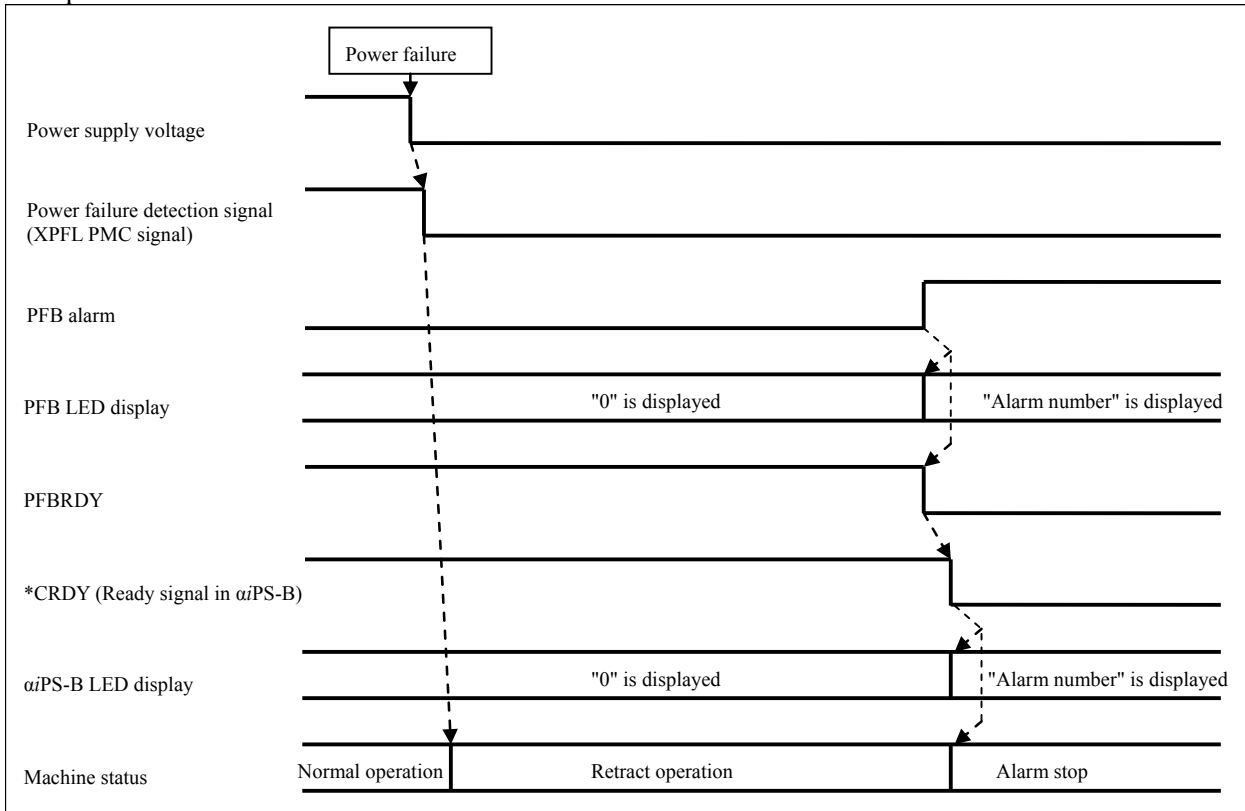 Power failure
Power supply voltage
Power failure detection signal
(XPFL PMC signal)
PFB alarm
PFB LED display
"0" is displayed
"Alarm number" is displayed
PFBRDY
*CRDY (Ready signal in αiPS-B)
αiPS-B LED display
"0" is displayed
"Alarm number" is displayed
Machine status
Normal operation
Retract operation
Alarm stop